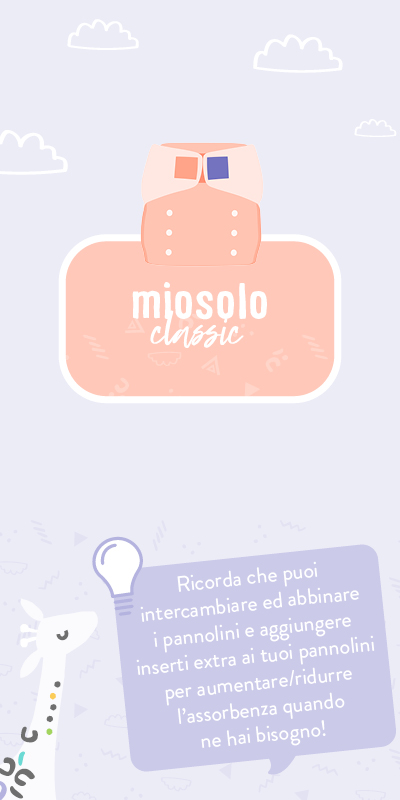 miosolo
classic
Ricorda che puoi
intercambiare ed abbinare
i pannolini e aggiungere
inserti extra ai tuoi pannolini
per aumentare/ridurre
l'assorbenza quando
ne hai bisogno!